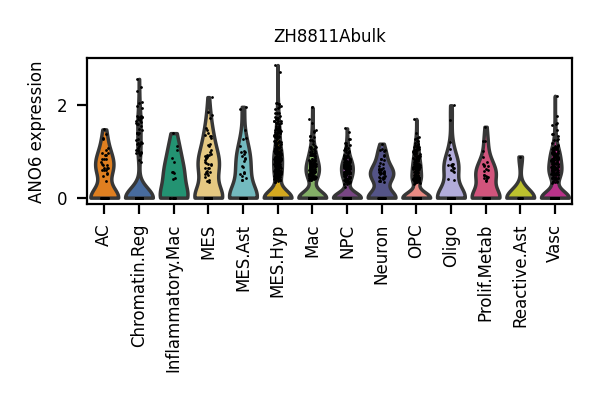 ZH8811Abulk
ANO6 expression
2
0
AC
Chromatin.Reg
Inflammatory.Mac
MES
MES.Ast
MES.Hyp
Mac
NPC
Neuron
OPC
Oligo
Prolif.Metab
Reactive.Ast
Vasc